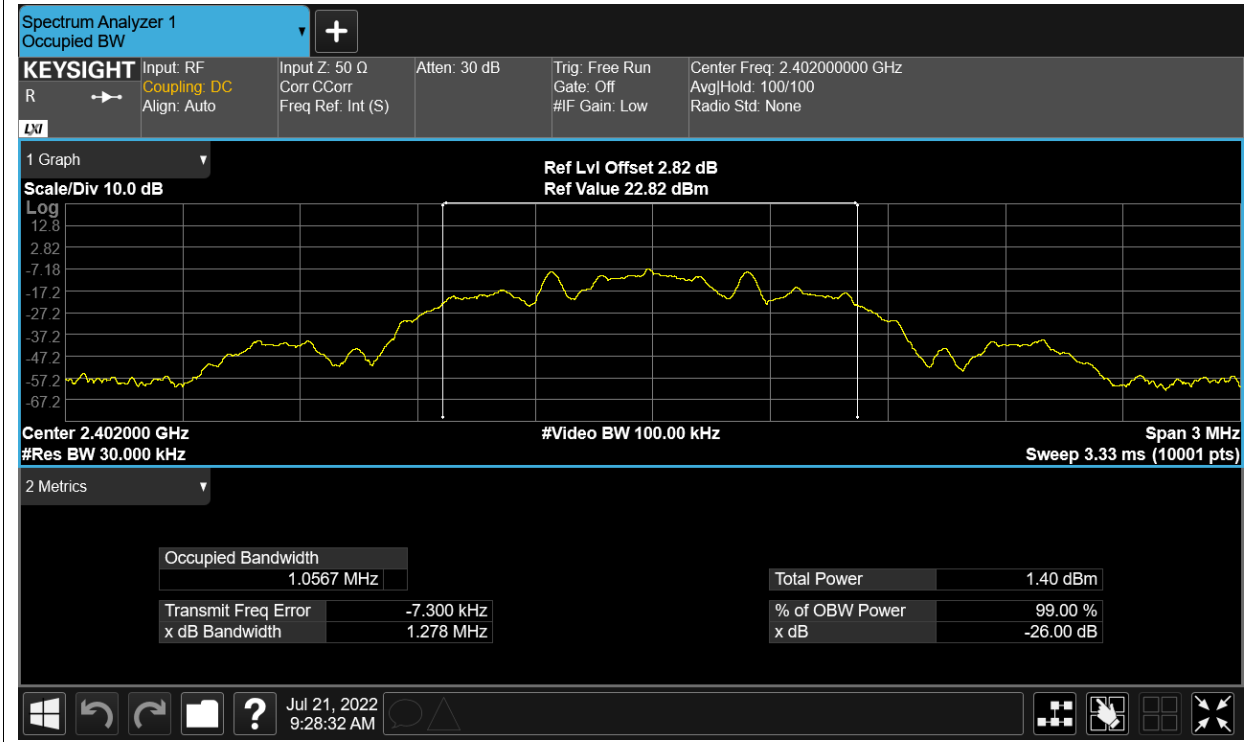 Spectrum Analyzer 1
Occupied BW
KEYSIGHT
R
LXI
Input: RF
Coupling: DC
Align: Auto
Input Z: 50 Ω
Corr CCorr
Freq Ref: Int (S)
Atten: 30 dB
Trig: Free Run
Gate: Off
#IF Gain: Low
Center Freq: 2.402000000 GHz
Avg|Hold: 100/100
Radio Std: None
1 Graph
Scale/Div 10.0 dB
Ref Lvl Offset 2.82 dB
Ref Value 22.82 dBm
Log
12.8
2.82
-7.18
-17.2
-27.2
-37.2
-47.2
-57.2
-67.2
Center 2.402000 GHz
#Res BW 30.000 kHz
#Video BW 100.00 kHz
Span 3 MHz
Sweep 3.33 ms (10001 pts)
2 Metrics
Occupied Bandwidth
1.0567 MHz
Transmit Freq Error -7.300 kHz
x dB Bandwidth 1.278 MHz
Total Power 1.40 dBm
% of OBW Power 99.00 %
x dB -26.00 dB
?
Jul 21, 2022
9:28:32 AM